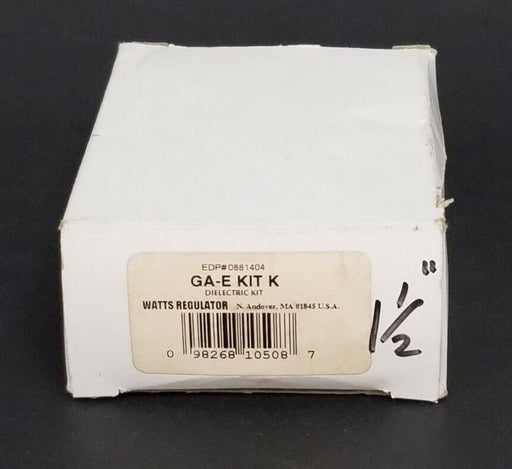 EDP#0881404
GA-E KIT K
DIELECTRIC KIT
WATTS REGULATOR N. Andover, MA 01845 U.S.A.
0 98268 10508 7
1 1/2"